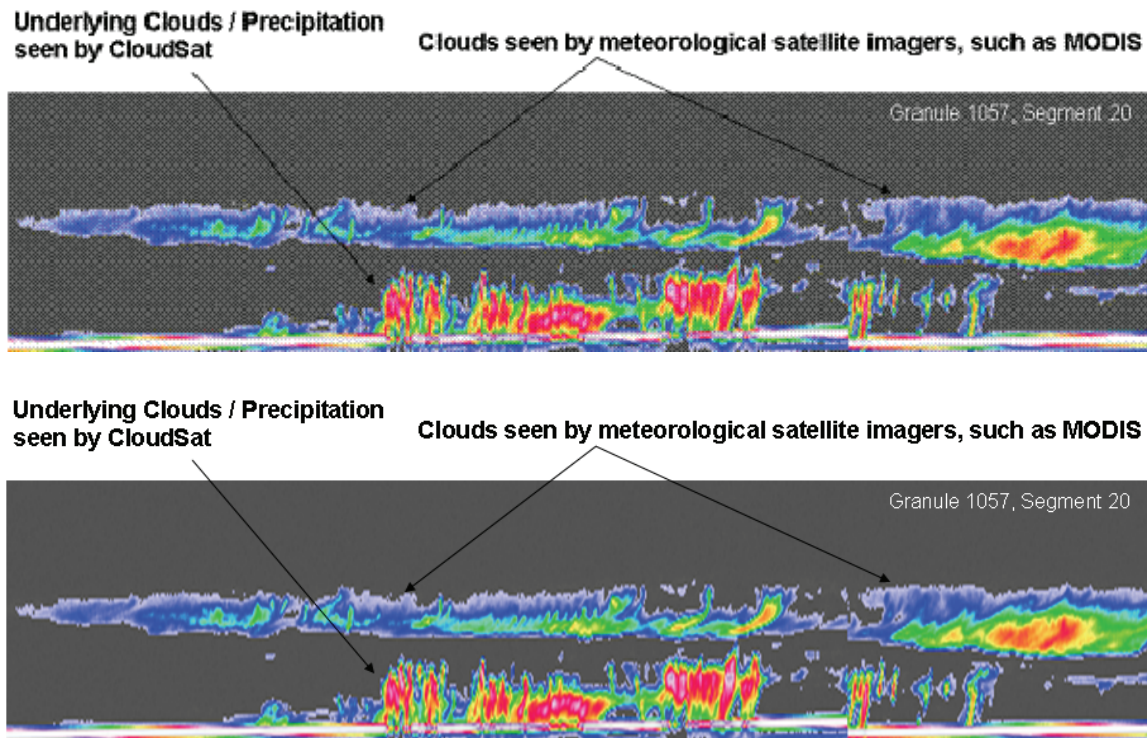 Underlying Clouds / Precipitation
seen by CloudSat
Clouds seen by meteorological satellite imagers, such as MODIS
Granule 1057, Segment 20
Underlying Clouds / Precipitation
seen by CloudSat
Clouds seen by meteorological satellite imagers, such as MODIS
Granule 1057, Segment 20